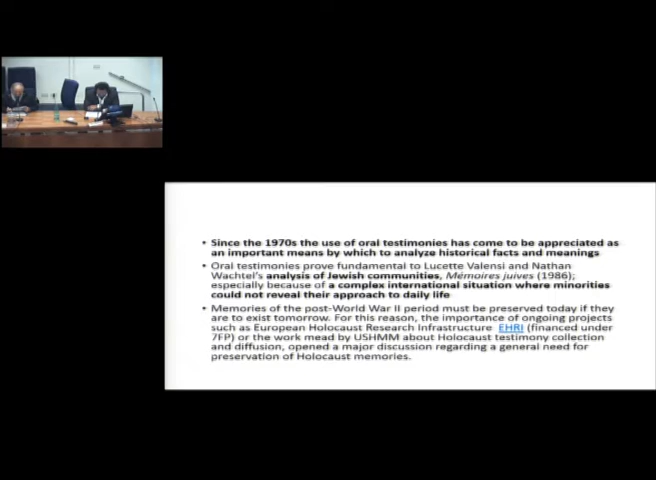 • Since the 1970s the use of oral testimonies has come to be appreciated as
an important means by which to analyze historical facts and meanings
• Oral testimonies prove fundamental to Lucette Valensi and Nathan
Wachtel's analysis of Jewish communities, Mémoires juives (1986);
especially because of a complex international situation where minorities
could not reveal their approach to daily life
• Memories of the post-World War II period must be preserved today if they
are to exist tomorrow. For this reason, the importance of ongoing projects
such as European Holocaust Research Infrastructure EHRI (financed under
7FP) or the work mead by USHMM about Holocaust testimony collection
and diffusion, opened a major discussion regarding a general need for
preservation of Holocaust memories.